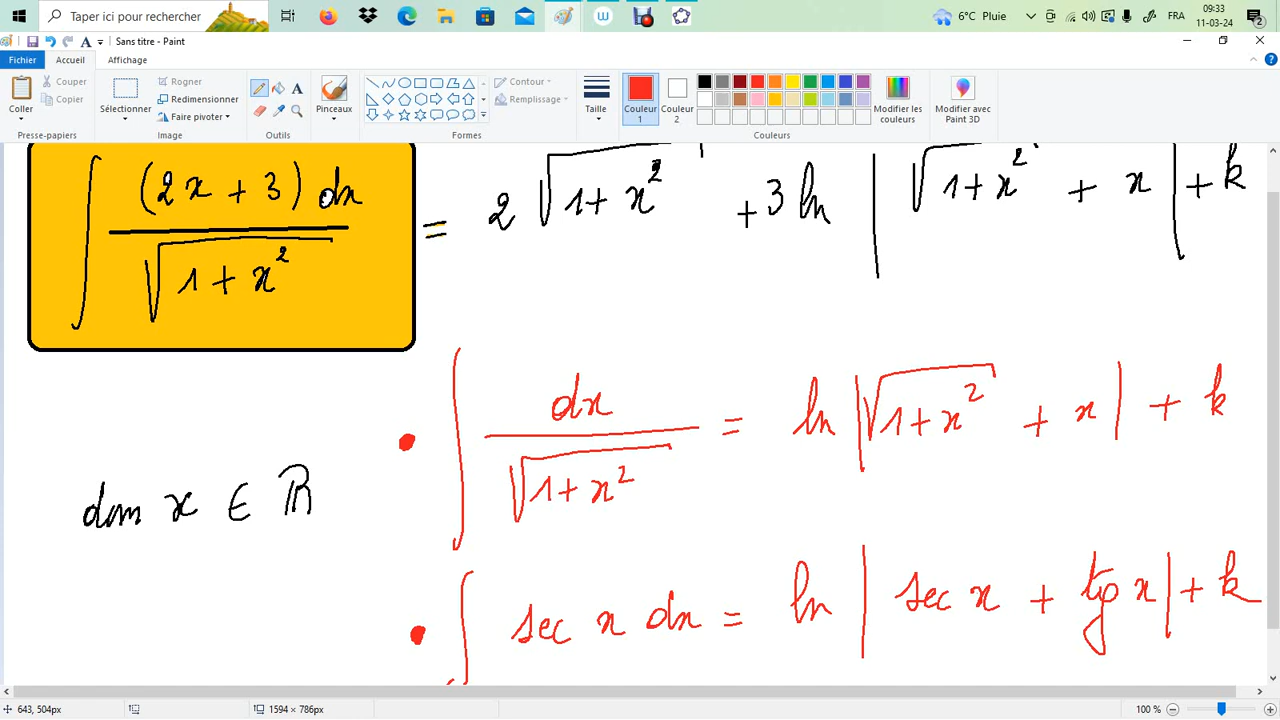 Taper ici pour rechercher
6°C Pluie
FRA
09:33
11-03-24
2
Sans titre - Paint
Fichier
Accueil
Affichage
Coller
Couper
Copier
Presse-papiers
Sélectionner
Rogner
Redimensionner
Faire pivoter
Image
A
Outils
Pinceaux
Contour
Remplissage
Formes
Taille
Couleur 1
Couleur 2
Modifier les couleurs
Couleurs
Modifier avec Paint 3D
∫ (2x + 3) dx / √(1 + x²) = 2 √(1 + x²) + 3 ln | √(1 + x²) + x | + k
• ∫ dx / √(1 + x²) = ln | √(1 + x²) + x | + k
dom x ∈ ℝ
• ∫ sec x dx = ln | sec x + tg x | + k
643, 504px
1594 × 786px
100 %